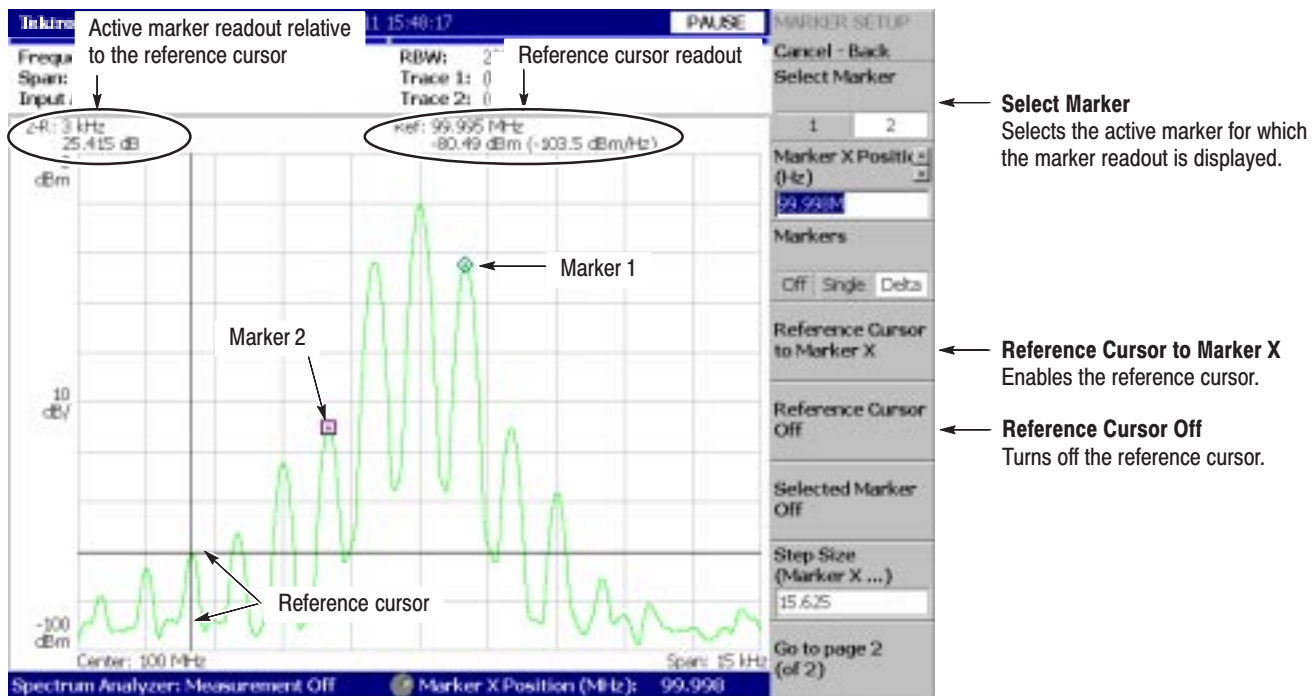 Active marker readout relative
to the reference cursor
15:48:17
PAUSE
Reference cursor readout
RBW:
Span:
Trace 1:
Trace 2:
2-R: 3 kHz
25.415 dB
Ref: 99.995 MHz
-80.49 dBm (-103.5 dBm/Hz)
dBm
Marker 1
Marker 2
10
dB/
Reference cursor
-100
dBm
Center: 100 MHz
Span: 15 kHz
Spectrum Analyzer: Measurement Off
Marker X Position (MHz): 99.998
MARKER SETUP
Cancel - Back
Select Marker
1 2
Marker X Position
(Hz)
99.998M
Markers
Off Single Delta
Reference Cursor
to Marker X
Reference Cursor
Off
Selected Marker
Off
Step Size
(Marker X ...)
15.625
Go to page 2
(of 2)
Select Marker
Selects the active marker for which
the marker readout is displayed.
Reference Cursor to Marker X
Enables the reference cursor.
Reference Cursor Off
Turns off the reference cursor.